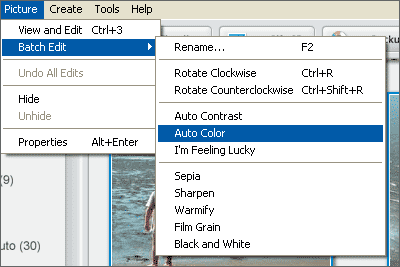 Picture Create Tools Help
View and Edit Ctrl+3
Batch Edit
Undo All Edits
Hide
Unhide
Properties Alt+Enter
Rename... F2
Rotate Clockwise Ctrl+R
Rotate Counterclockwise Ctrl+Shift+R
Auto Contrast
Auto Color
I'm Feeling Lucky
Sepia
Sharpen
Warmify
Film Grain
Black and White
(9)
uto (30)